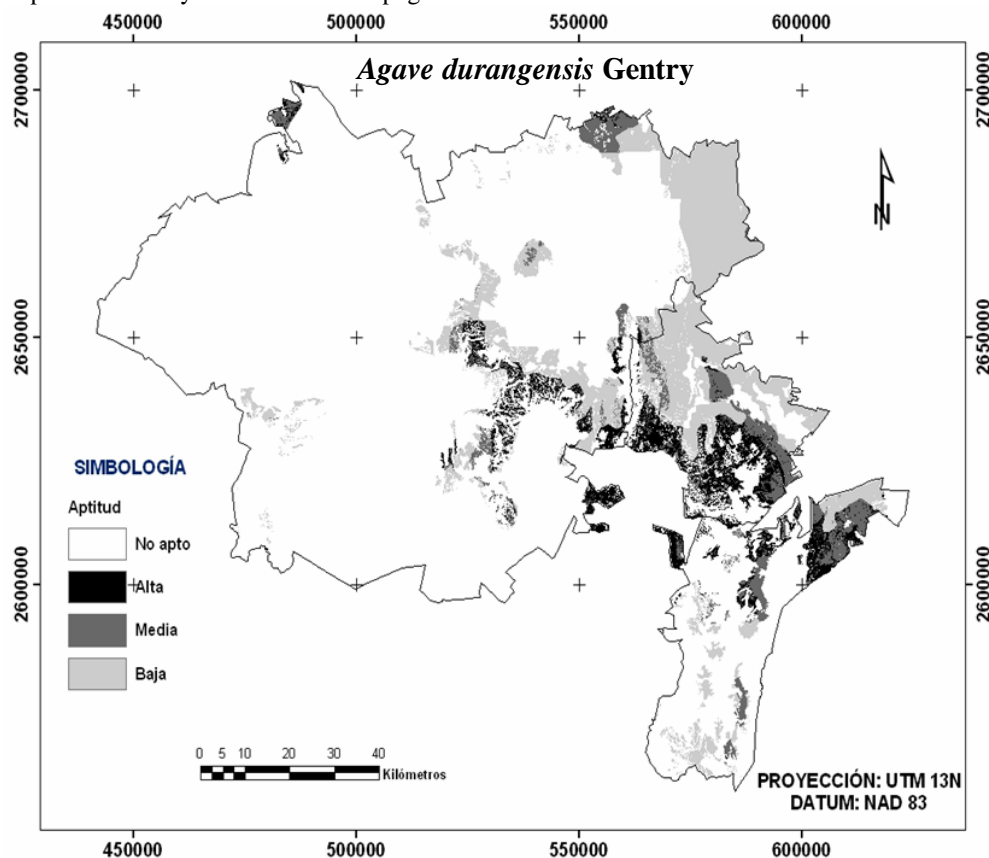 450000 500000 550000 600000
Agave durangensis Gentry
2700000 2700000
N
2650000 2650000
SIMBOLOGÍA
Aptitud
No apto
Alta
Media
Baja
2600000 2600000
0 5 10 20 30 40
Kilómetros
PROYECCIÓN: UTM 13N
DATUM: NAD 83
450000 500000 550000 600000